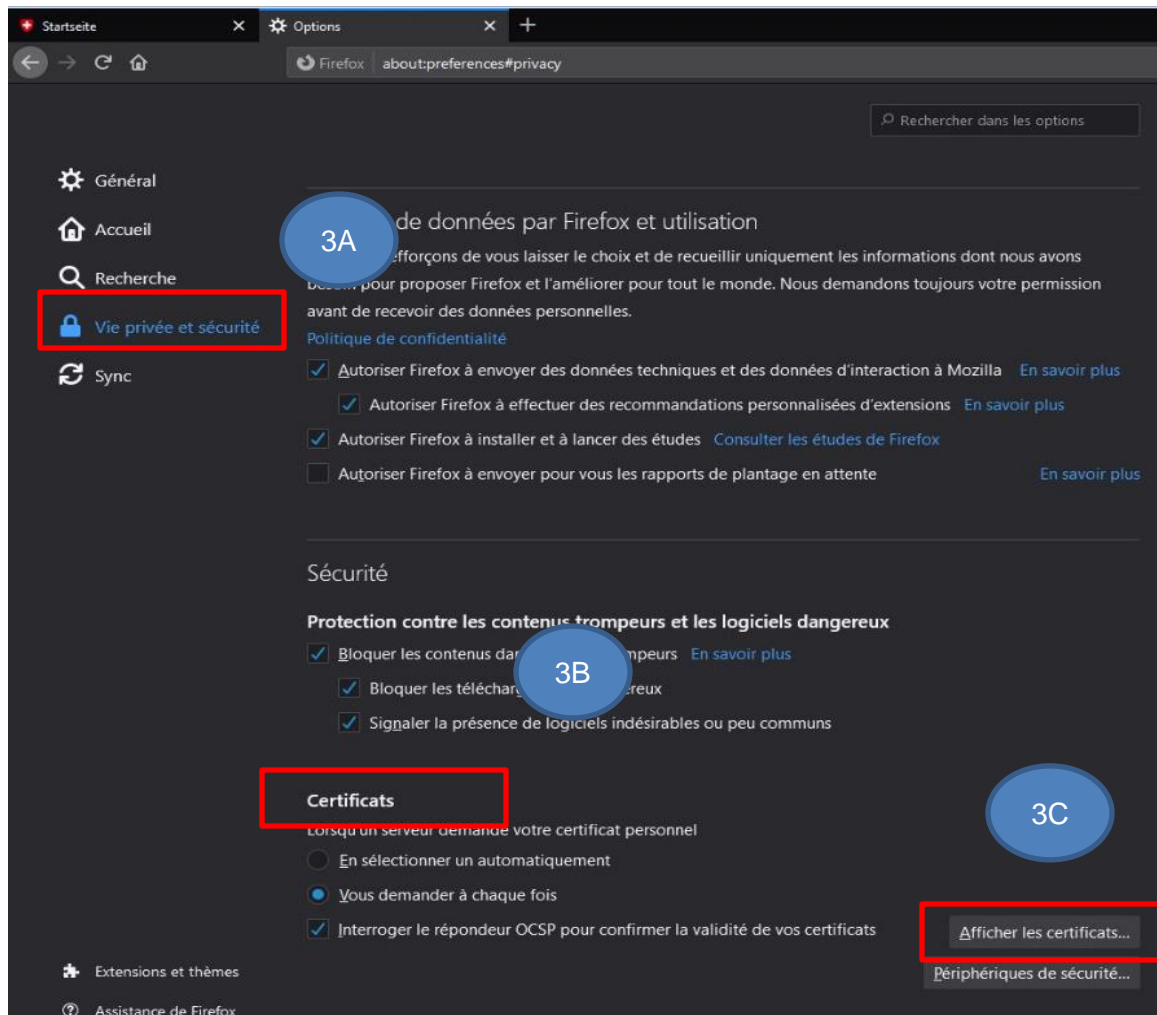 Startseite
Options
Firefox about:preferences#privacy
Rechercher dans les options
Général
Accueil
Recherche
Vie privée et sécurité
Sync
3A
de données par Firefox et utilisation
efforçons de vous laisser le choix et de recueillir uniquement les informations dont nous avons
pour proposer Firefox et l'améliorer pour tout le monde. Nous demandons toujours votre permission
avant de recevoir des données personnelles.
Politique de confidentialité
Autoriser Firefox à envoyer des données techniques et des données d'interaction à Mozilla En savoir plus
Autoriser Firefox à effectuer des recommandations personnalisées d'extensions En savoir plus
Autoriser Firefox à installer et à lancer des études Consulter les études de Firefox
Autoriser Firefox à envoyer pour vous les rapports de plantage en attente En savoir plus
Sécurité
Protection contre les contenus trompeurs et les logiciels dangereux
Bloquer les contenus mpeurs En savoir plus
3B
Bloquer les reux
Signaler la présence de logiciels indésirables ou peu communs
Certificats
3C
Lorsqu'un serveur demande votre certificat personnel
En sélectionner un automatiquement
Vous demander à chaque fois
Interroger le répondeur OCSP pour confirmer la validité de vos certificats
Afficher les certificats...
Périphériques de sécurité...
Extensions et thèmes
Assistance de Firefox